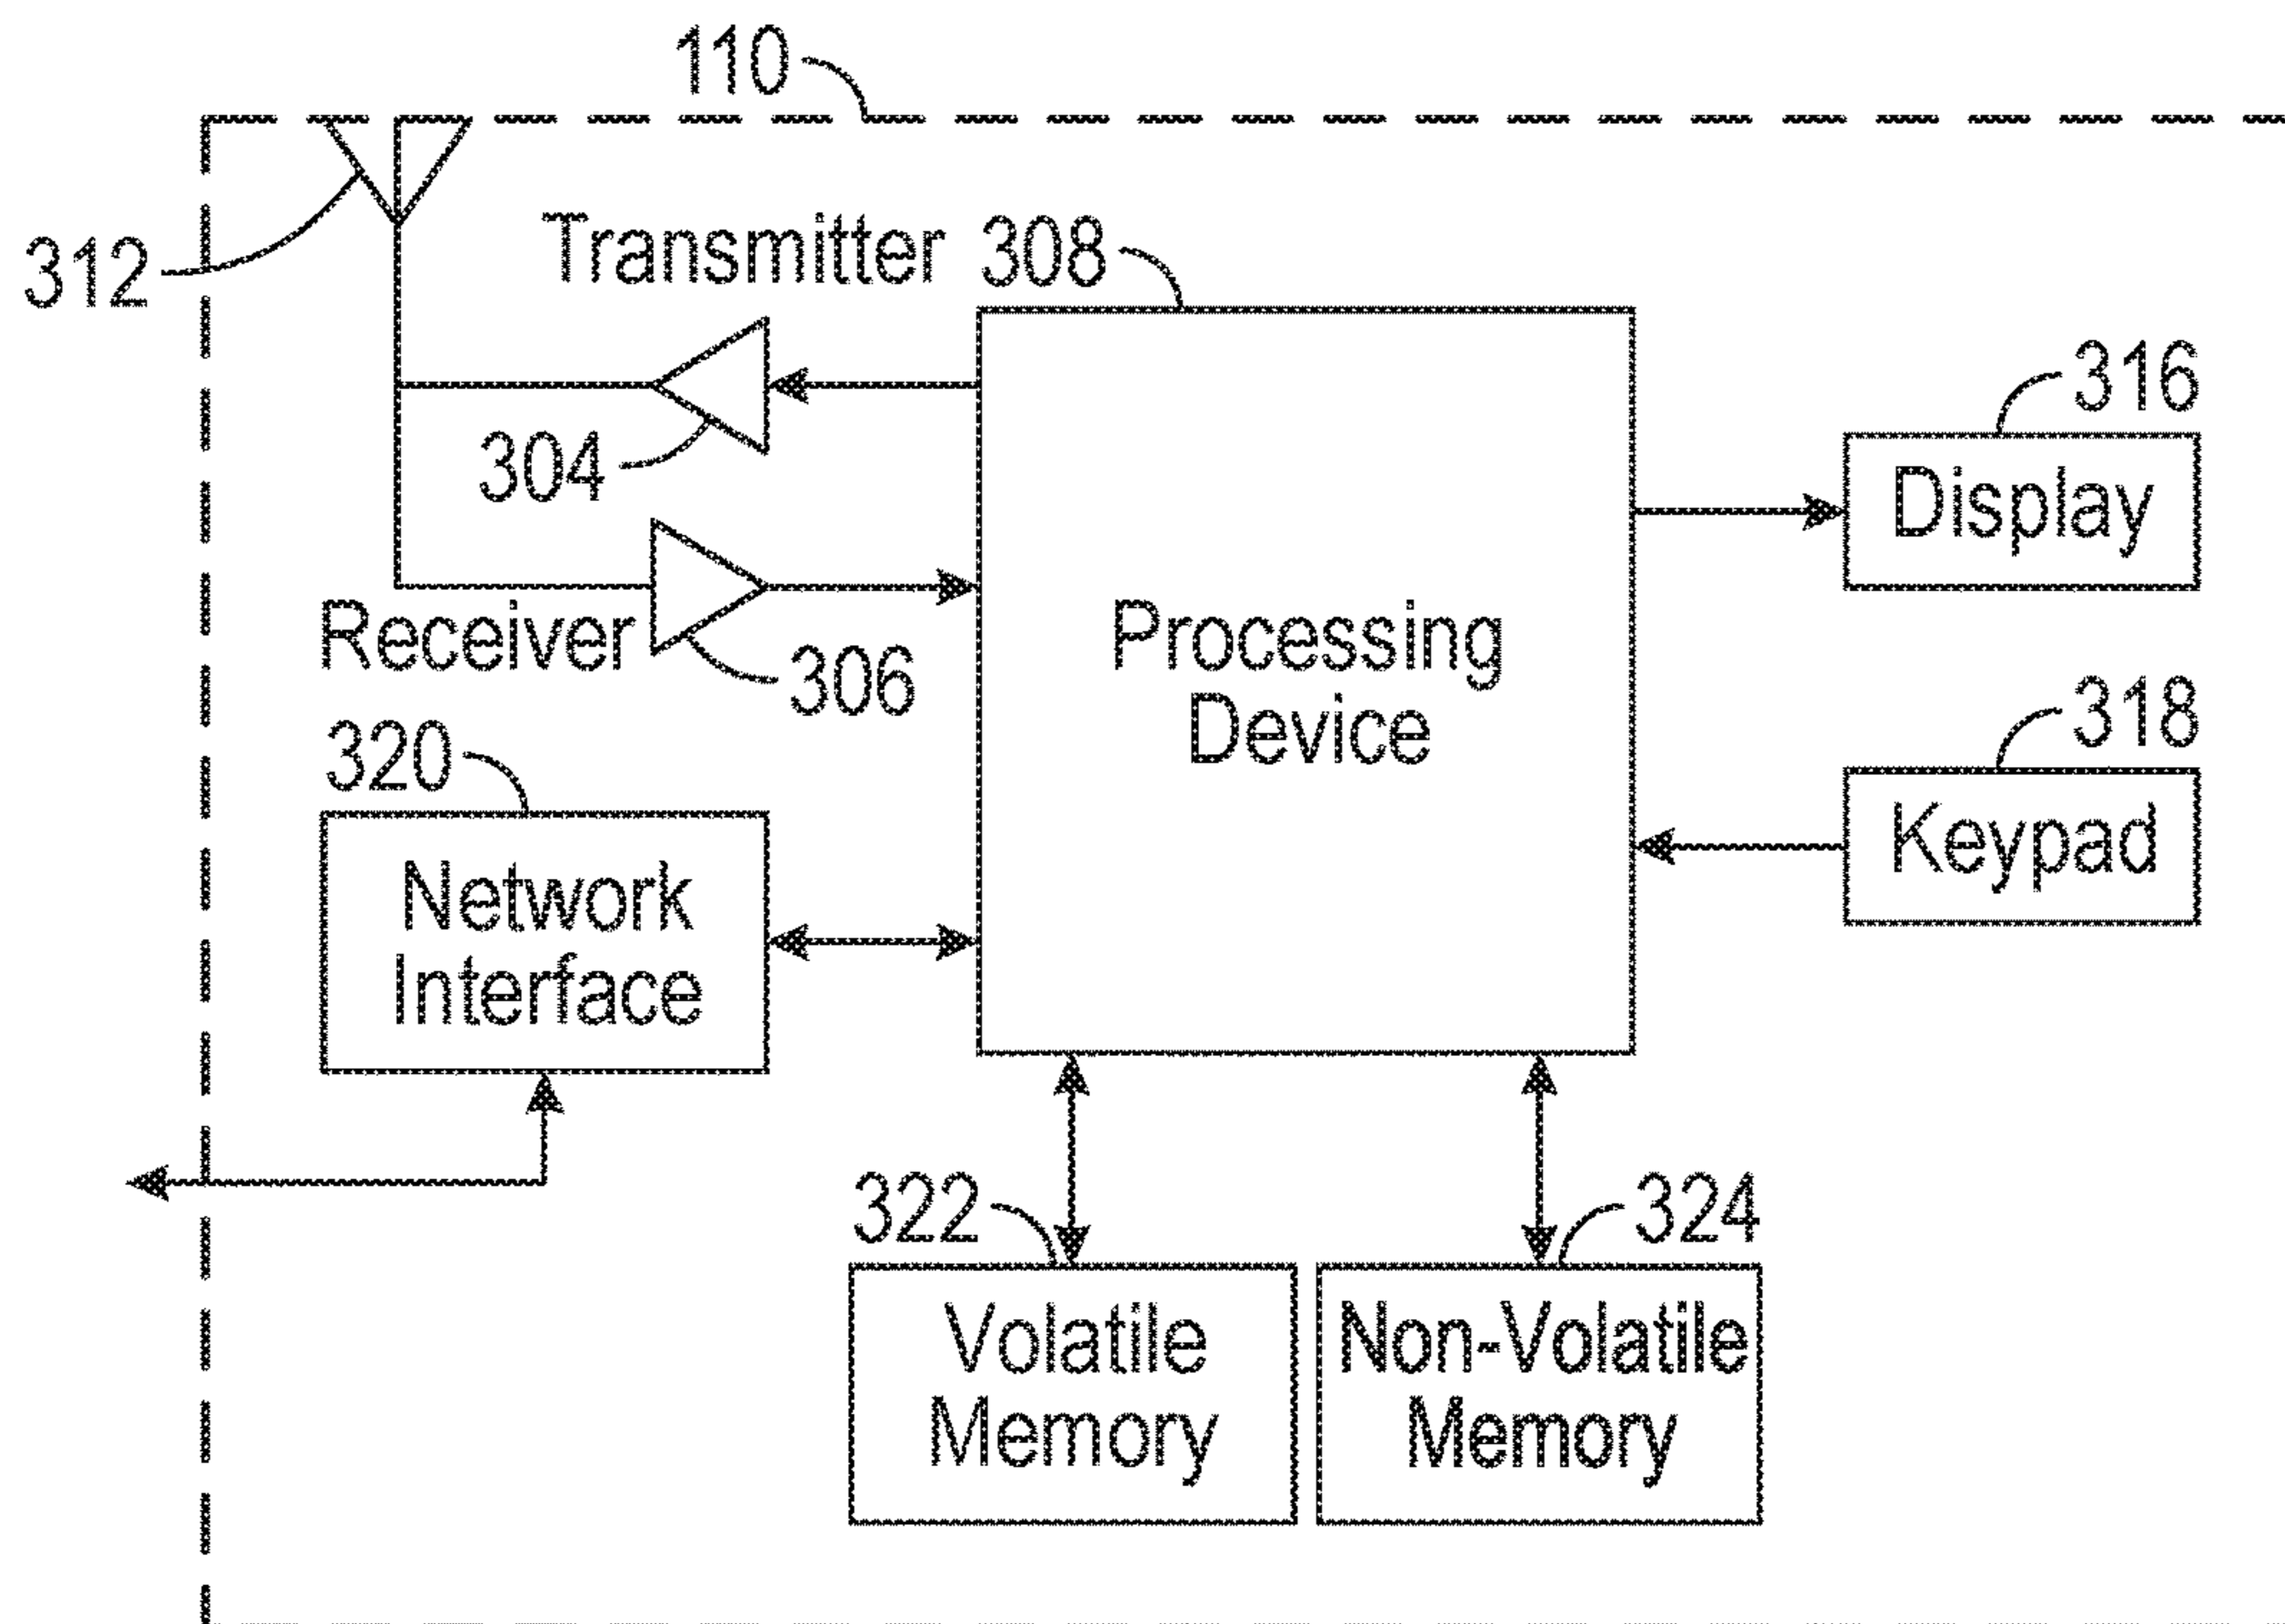 110
312
Transmitter 308
304
316
Display
Receiver
306
Processing
Device
320
318
Keypad
Network
Interface
322
324
Volatile
Memory
Non-Volatile
Memory